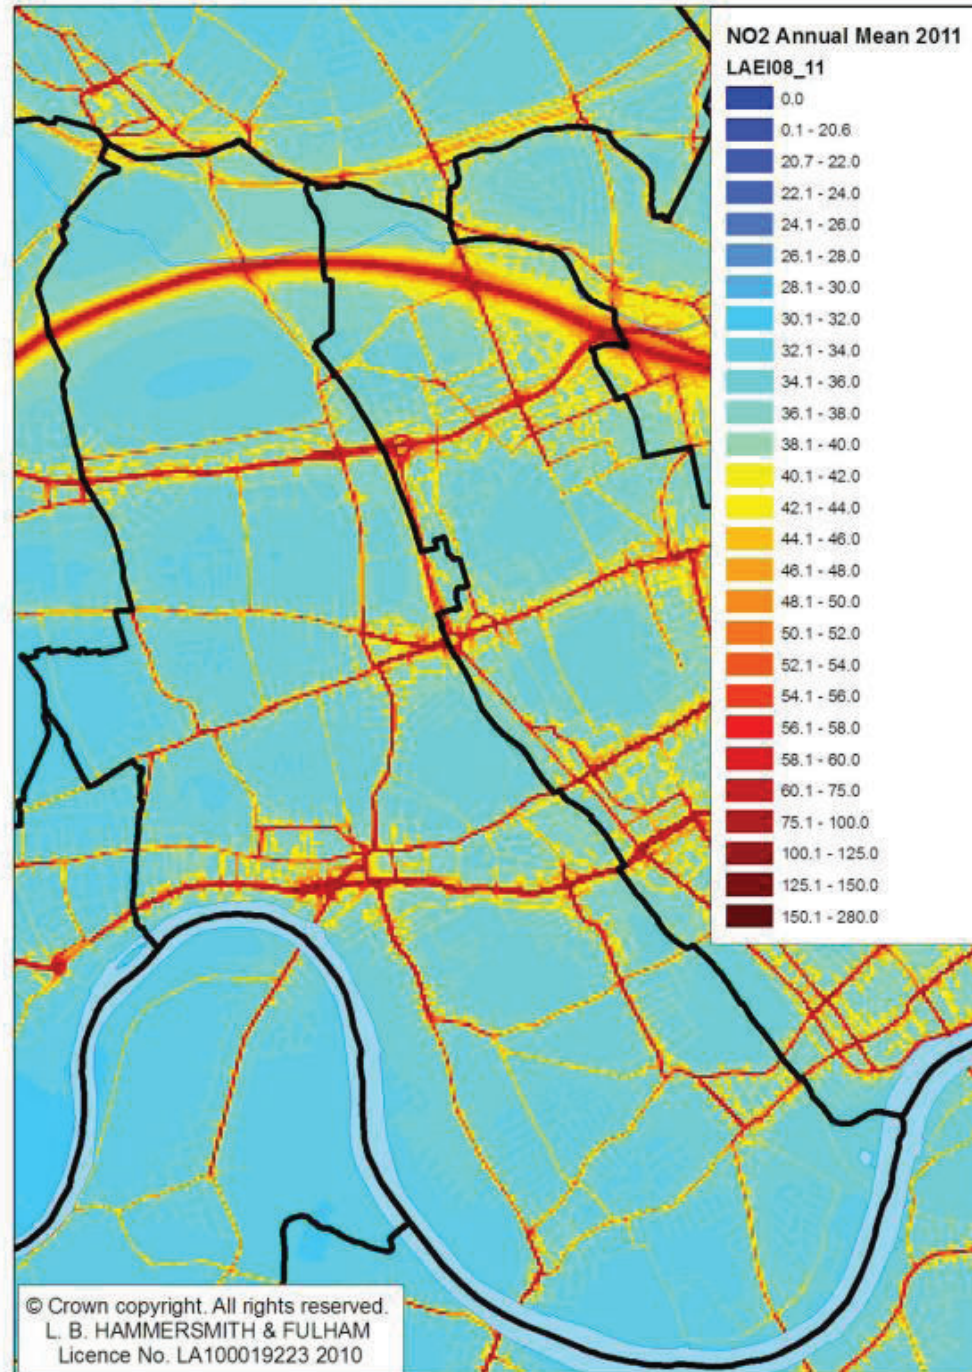 NO2 Annual Mean 2011
LAEI08_11
0.0
0.1 - 20.6
20.7 - 22.0
22.1 - 24.0
24.1 - 26.0
26.1 - 28.0
28.1 - 30.0
30.1 - 32.0
32.1 - 34.0
34.1 - 36.0
36.1 - 38.0
38.1 - 40.0
40.1 - 42.0
42.1 - 44.0
44.1 - 46.0
46.1 - 48.0
48.1 - 50.0
50.1 - 52.0
52.1 - 54.0
54.1 - 56.0
56.1 - 58.0
58.1 - 60.0
60.1 - 75.0
75.1 - 100.0
100.1 - 125.0
125.1 - 150.0
150.1 - 280.0
© Crown copyright. All rights reserved.
L. B. HAMMERSMITH & FULHAM
Licence No. LA100019223 2010